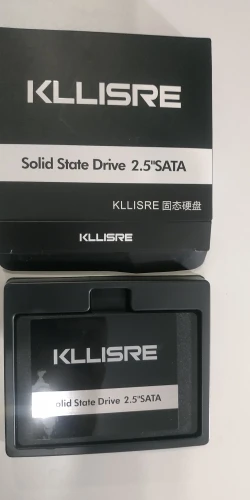 KLLISRE
Solid State Drive 2.5"SATA
KLLISRE 固态硬盘
KLLISRE
KLLISRE
olid State Drive 2.5"SATA